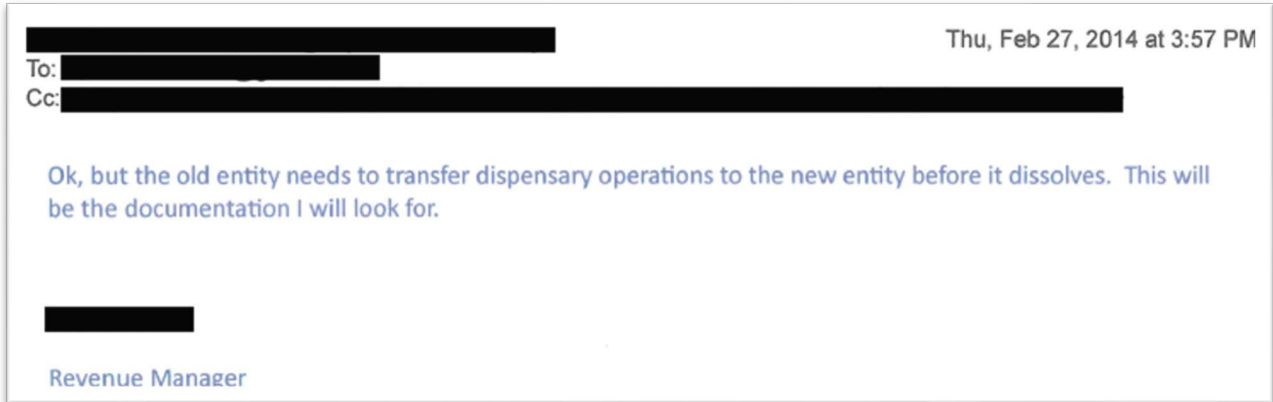 Thu, Feb 27, 2014 at 3:57 PM
To:
Cc:
Ok, but the old entity needs to transfer dispensary operations to the new entity before it dissolves.  This will
be the documentation I will look for.
Revenue Manager